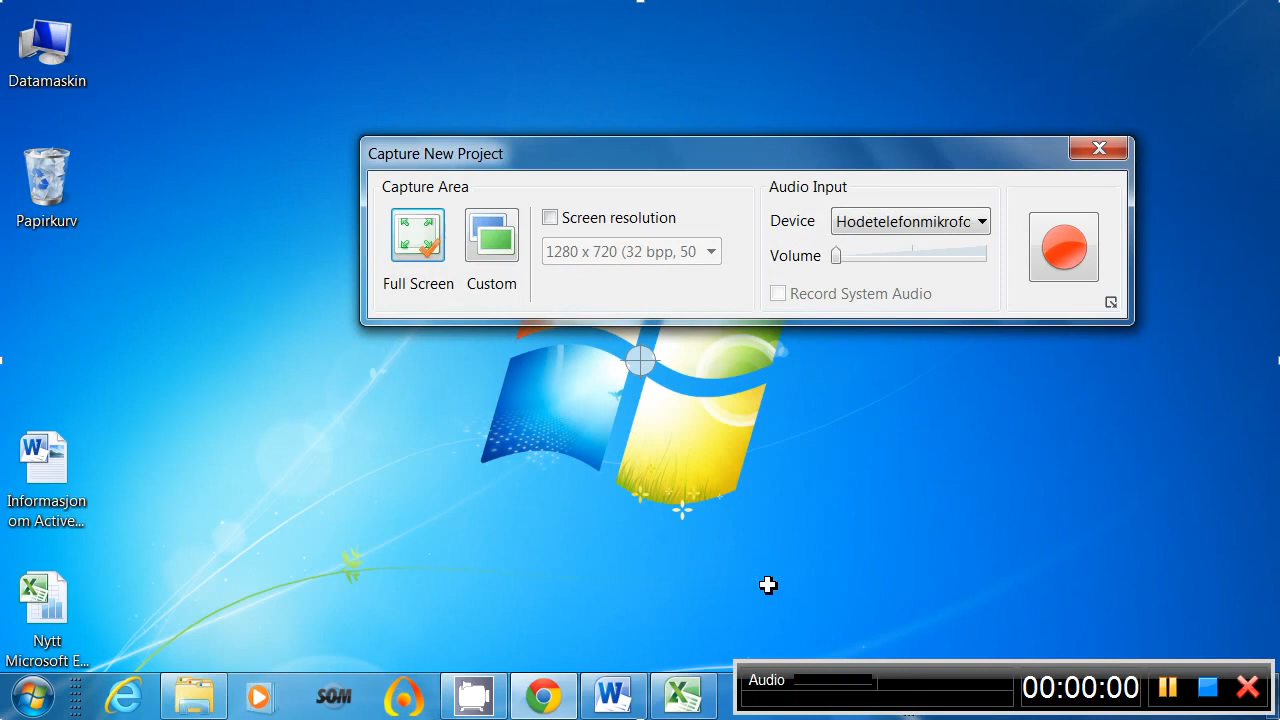 Datamaskin
Papirkurv
Informasjon
om Active...
Nytt
Microsoft E...
Capture New Project
Capture Area
Full Screen
Custom
Screen resolution
1280 x 720 (32 bpp, 50
Audio Input
Device
Hodetelefonmikrofc
Volume
Record System Audio
SOM
Audio
00:00:00